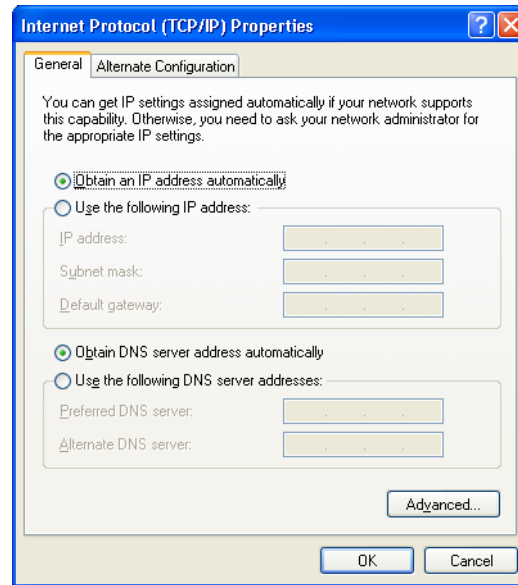 Internet Protocol (TCP/IP) Properties
General Alternate Configuration
You can get IP settings assigned automatically if your network supports
this capability. Otherwise, you need to ask your network administrator for
the appropriate IP settings.
Obtain an IP address automatically
Use the following IP address:
IP address:
Subnet mask:
Default gateway:
Obtain DNS server address automatically
Use the following DNS server addresses:
Preferred DNS server:
Alternate DNS server:
Advanced...
OK Cancel